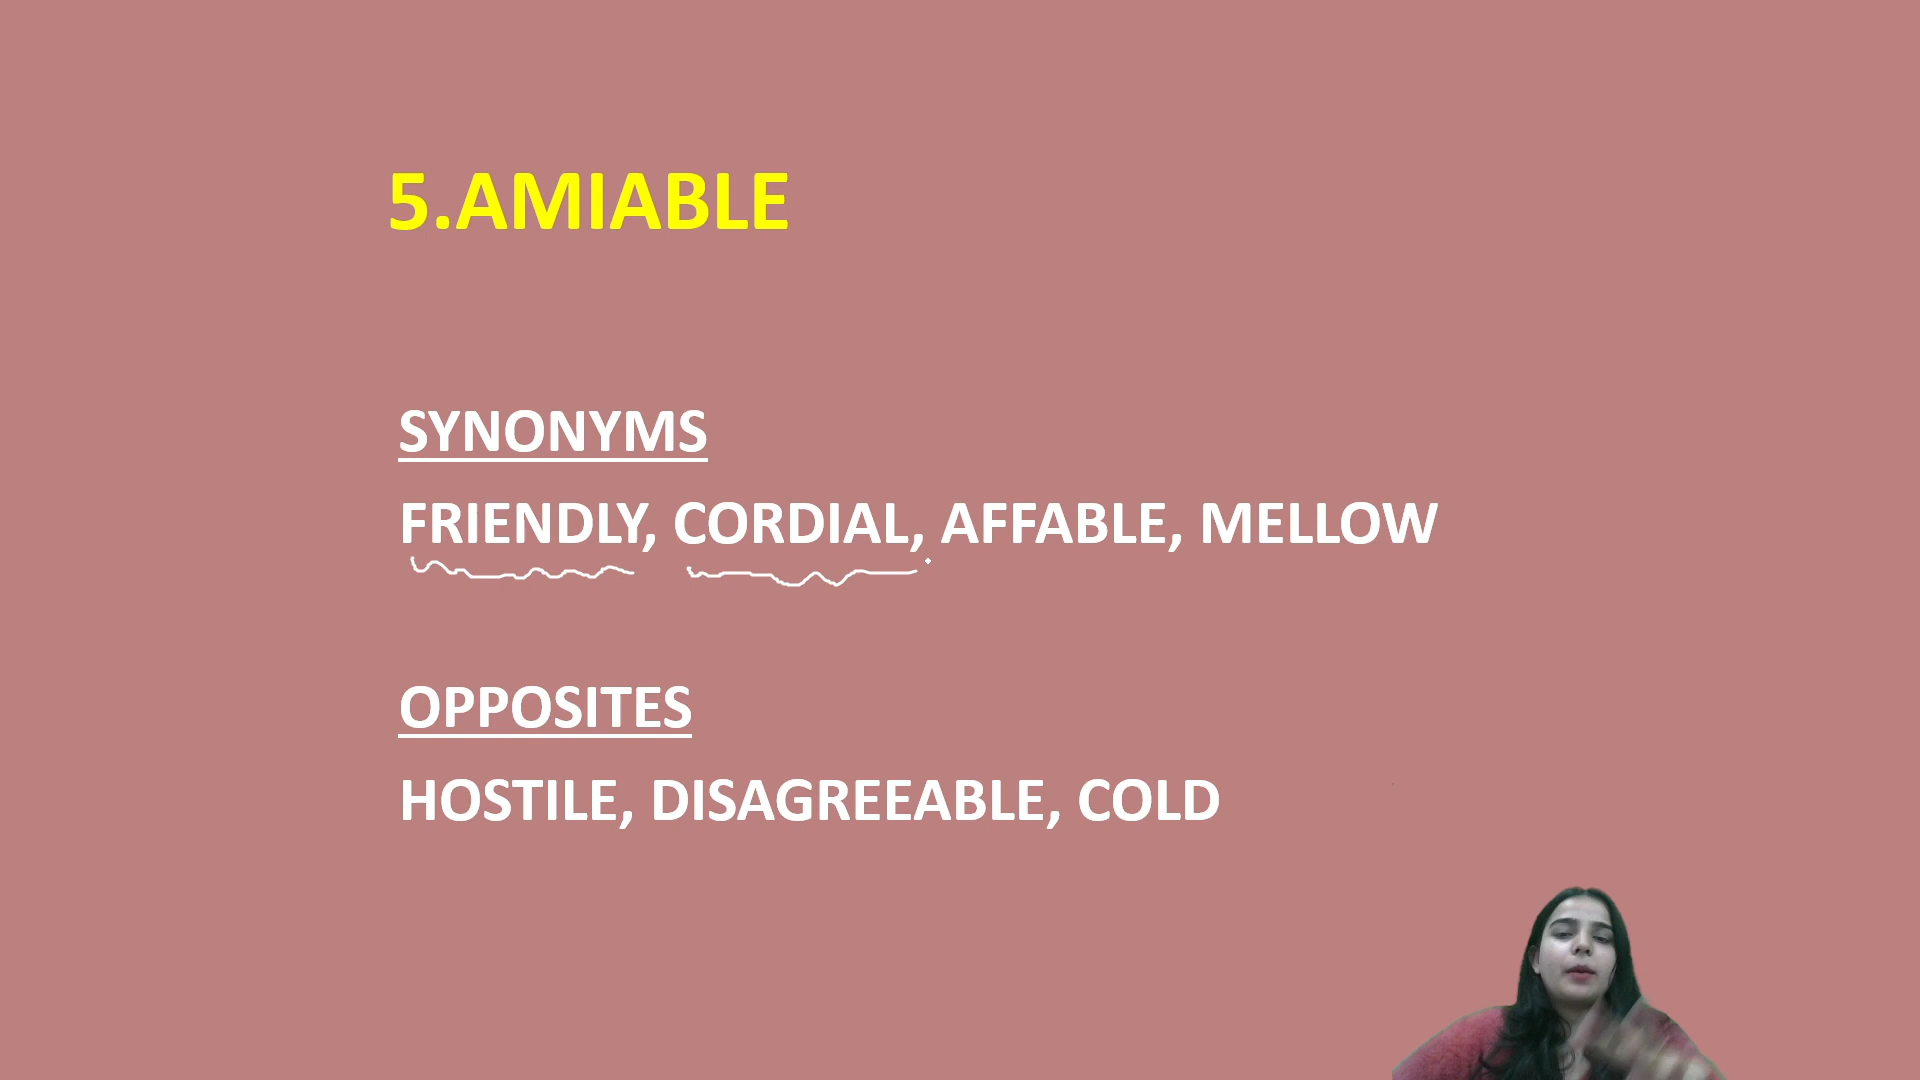 5.AMIABLE
SYNONYMS
FRIENDLY, CORDIAL, AFFABLE, MELLOW
OPPOSITES
HOSTILE, DISAGREEABLE, COLD